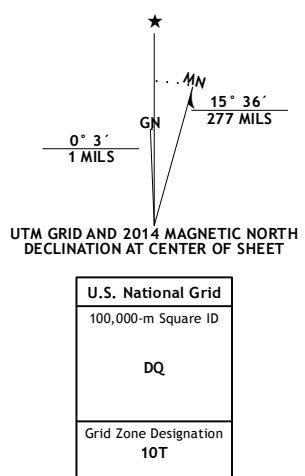 ★
MN
GN
15° 36´
277 MILS
0° 3´
1 MILS
UTM GRID AND 2014 MAGNETIC NORTH
DECLINATION AT CENTER OF SHEET
U.S. National Grid
100,000-m Square ID
DQ
Grid Zone Designation
10T